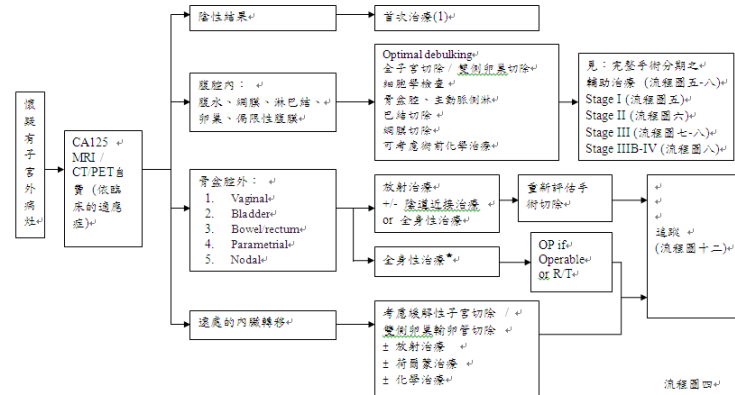 懷疑有子宮外病灶
CA125
MRI /
CT/PET自
費 (依臨
床的適應
症)
陰性結果
首次治療(1)
腹腔內：
腹水、網膜、淋巴結、
卵巢、侷限性腹膜
Optimal debulking
全子宮切除 / 雙側卵巢切除
細胞學檢查
骨盆腔、主動脈側淋
巴結切除
網膜切除
可考慮術前化學治療
見：完整手術分期之
輔助治療 (流程圖五-八)
Stage I (流程圖五)
Stage II (流程圖六)
Stage III (流程圖七-八)
Stage IIIB-IV (流程圖八)
骨盆腔外：
1. Vaginal
2. Bladder
3. Bowel/rectum
4. Parametrial
5. Nodal
放射治療
+/- 陰道近接治療
or 全身性治療
重新評估手
術切除
全身性治療*
OP if
Operable
or R/T
追蹤
(流程圖十二)
遠處的內臟轉移
考慮緩解性子宮切除 /
雙側卵巢輸卵管切除
± 放射治療
± 荷爾蒙治療
± 化學治療
流程圖四